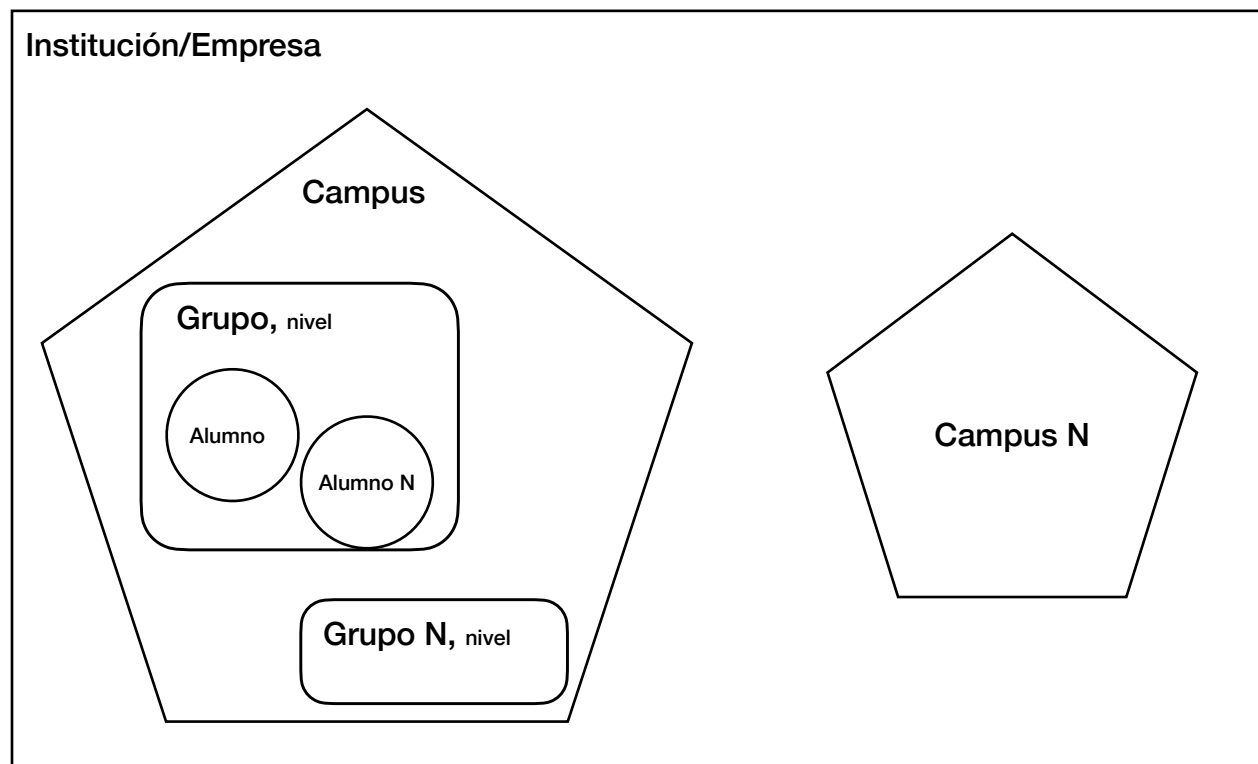 Institución/Empresa
Campus
Grupo, nivel
Alumno
Alumno N
Grupo N, nivel
Campus N